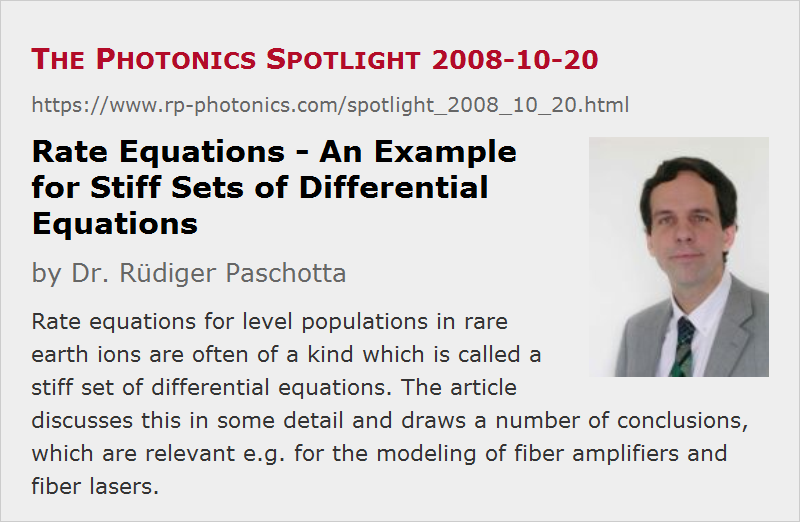 The Photonics Spotlight 2008-10-20
https://www.rp-photonics.com/spotlight_2008_10_20.html
Rate Equations - An Example
for Stiff Sets of Differential
Equations
by Dr. Rüdiger Paschotta
Rate equations for level populations in rare
earth ions are often of a kind which is called a
stiff set of differential equations. The article
discusses this in some detail and draws a number of conclusions,
which are relevant e.g. for the modeling of fiber amplifiers and
fiber lasers.